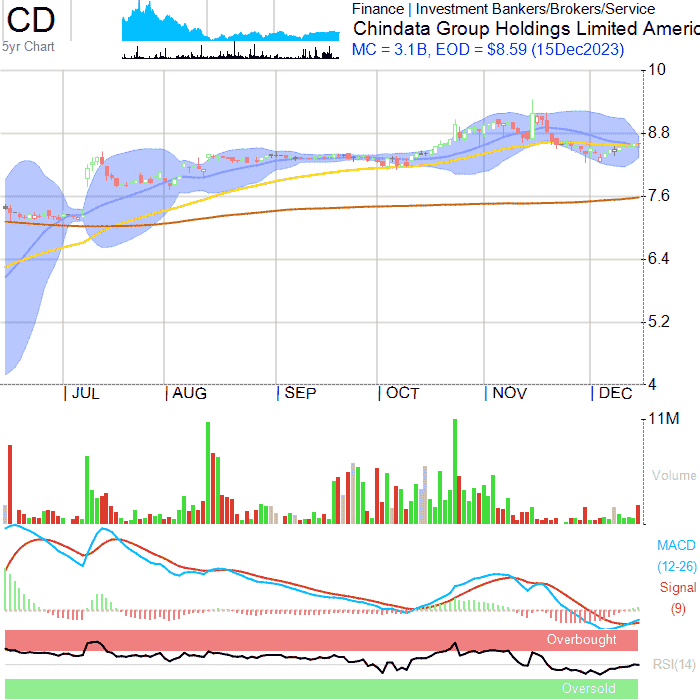 CD
5yr Chart
Finance | Investment Bankers/Brokers/Service
Chindata Group Holdings Limited Americ
MC = 3.1B, EOD = $8.59 (15Dec2023)
10
8.8
7.6
6.4
5.2
4
JUL AUG SEP OCT NOV DEC
11M
Volume
MACD
(12-26)
Signal
(9)
Overbought
RSI(14)
Oversold